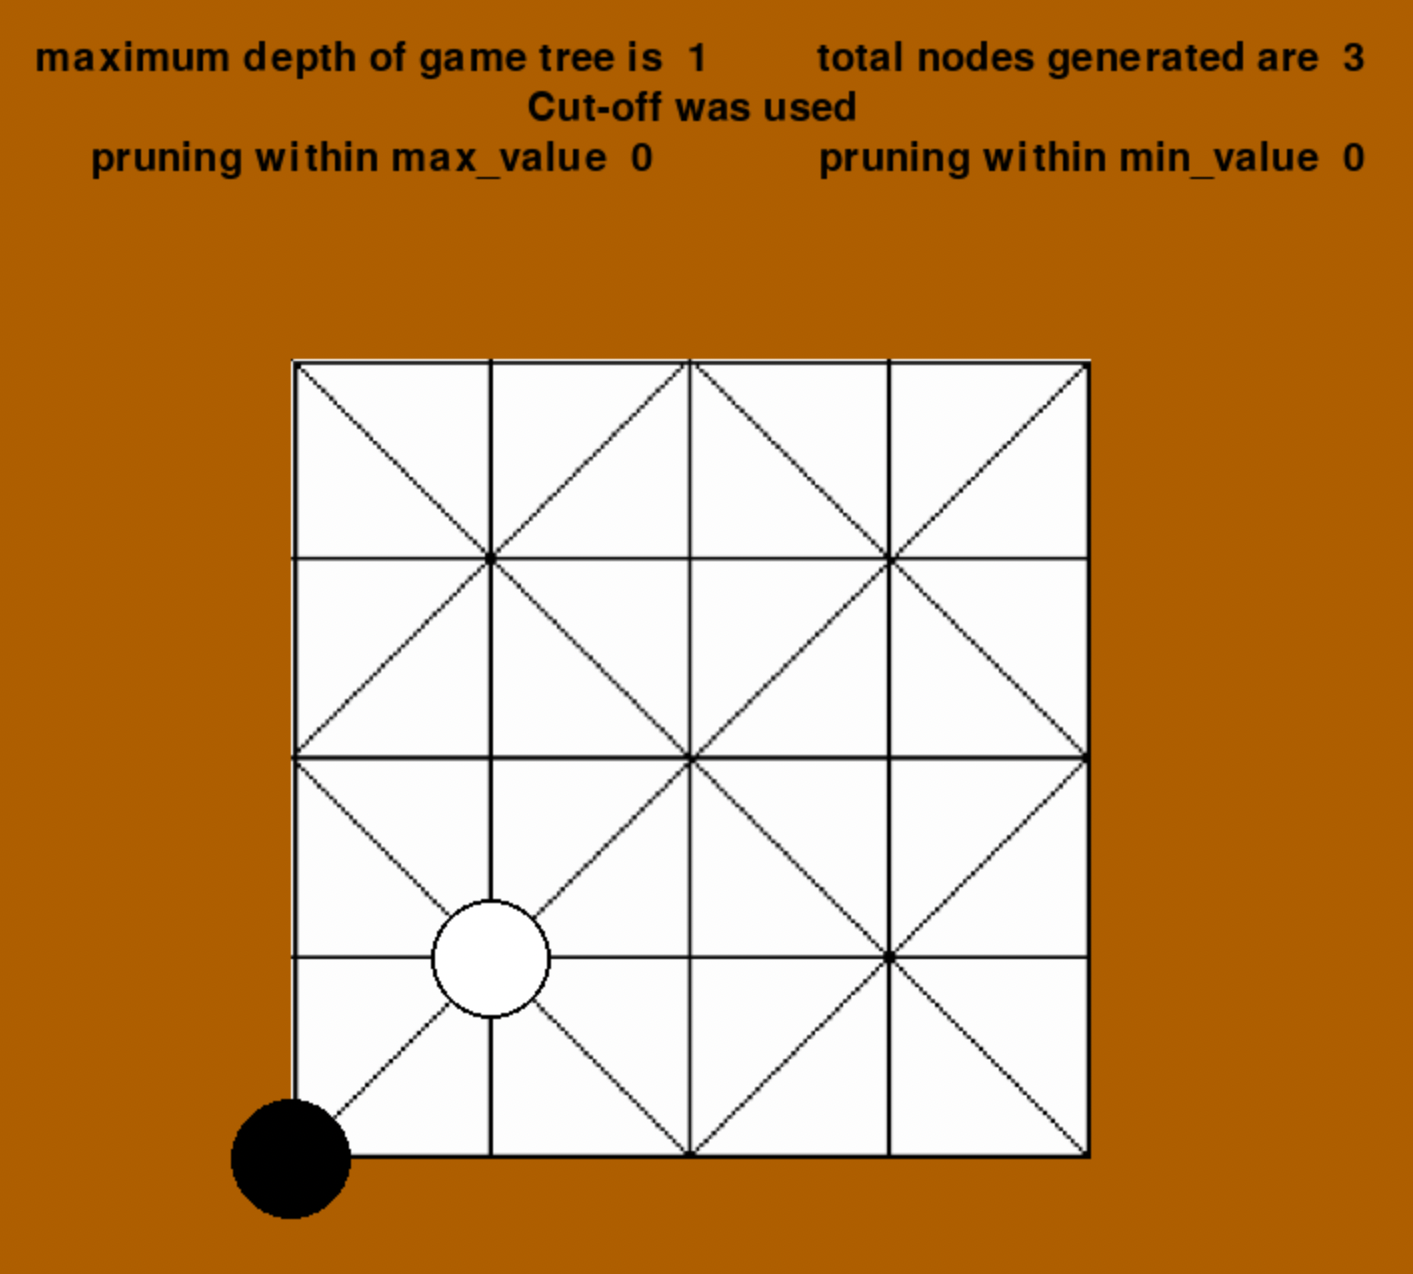 maximum depth of game tree is 1 total nodes generated are 3
Cut-off was used
pruning within max_value 0 pruning within min_value 0